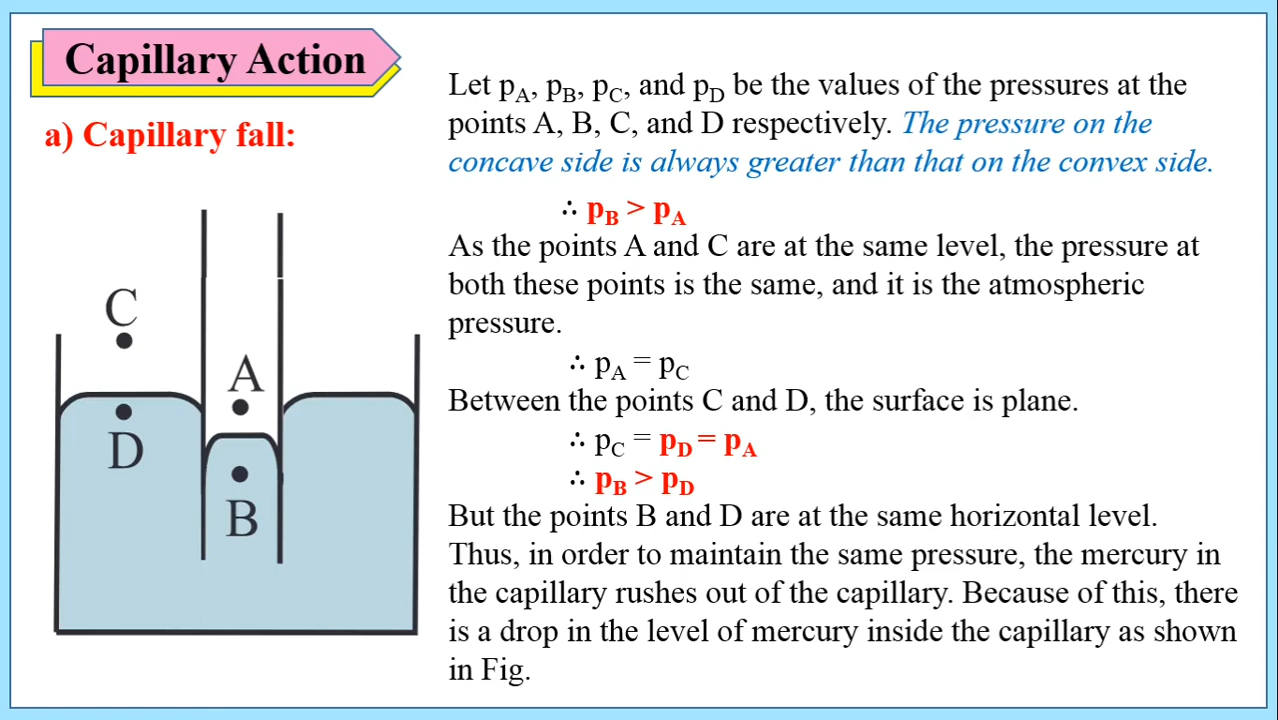 Capillary Action
a) Capillary fall:
C
A
D
B
Let pA, pB, pC, and pD be the values of the pressures at the
points A, B, C, and D respectively. The pressure on the
concave side is always greater than that on the convex side.
∴ pB > pA
As the points A and C are at the same level, the pressure at
both these points is the same, and it is the atmospheric
pressure.
∴ pA = pC
Between the points C and D, the surface is plane.
∴ pC = pD = pA
∴ pB > pD
But the points B and D are at the same horizontal level.
Thus, in order to maintain the same pressure, the mercury in
the capillary rushes out of the capillary. Because of this, there
is a drop in the level of mercury inside the capillary as shown
in Fig.